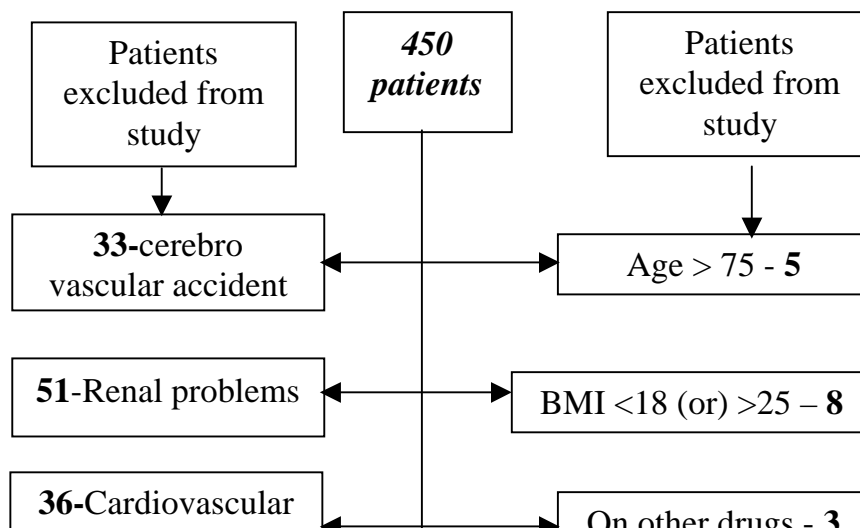 Patients
excluded from
study
450
patients
Patients
excluded from
study
33-cerebro
vascular accident
Age > 75 - 5
51-Renal problems
BMI <18 (or) >25 – 8
36-Cardiovascular
On other drugs - 3